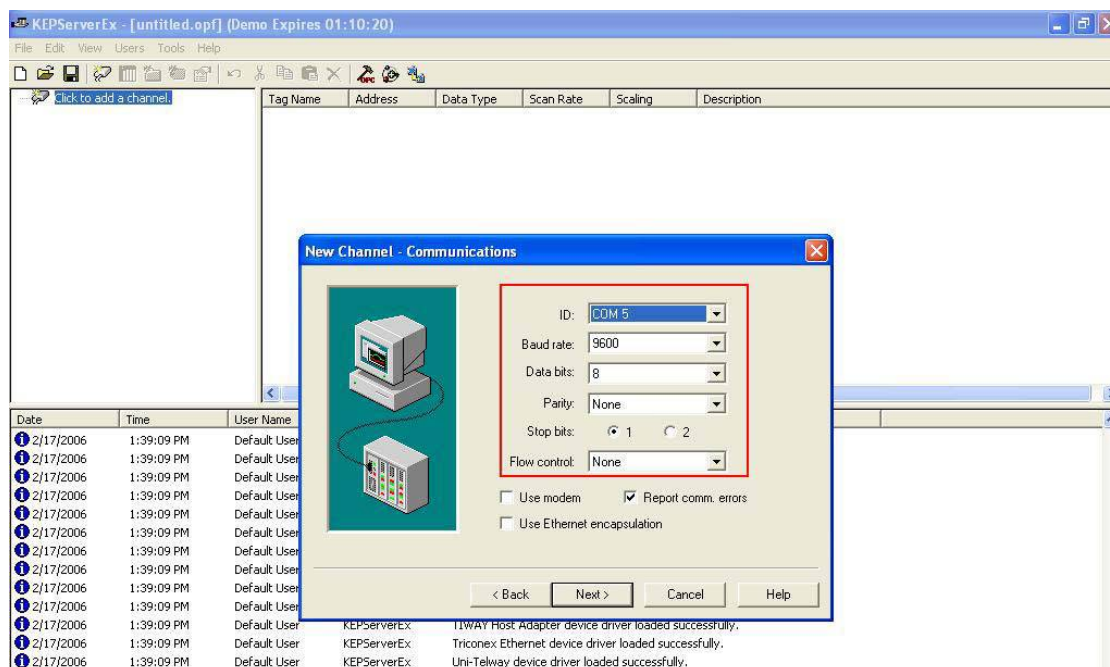 KEPServerEx - [untitled.opf] (Demo Expires 01:10:20)
File Edit View Users Tools Help
Click to add a channel.
Tag Name Address Data Type Scan Rate Scaling Description
New Channel - Communications
ID: COM 5
Baud rate: 9600
Data bits: 8
Parity: None
Stop bits: 1 2
Flow control: None
Use modem Report comm. errors
Use Ethernet encapsulation
< Back Next > Cancel Help
Date Time User Name
2/17/2006 1:39:09 PM Default User
2/17/2006 1:39:09 PM Default User
2/17/2006 1:39:09 PM Default User
2/17/2006 1:39:09 PM Default User
2/17/2006 1:39:09 PM Default User
2/17/2006 1:39:09 PM Default User
2/17/2006 1:39:09 PM Default User
2/17/2006 1:39:09 PM Default User
2/17/2006 1:39:09 PM Default User
2/17/2006 1:39:09 PM Default User
2/17/2006 1:39:09 PM Default User KEPServerEx TIWAY Host Adapter device driver loaded successfully.
2/17/2006 1:39:09 PM Default User KEPServerEx Triconex Ethernet device driver loaded successfully.
2/17/2006 1:39:09 PM Default User KEPServerEx Uni-Telway device driver loaded successfully.